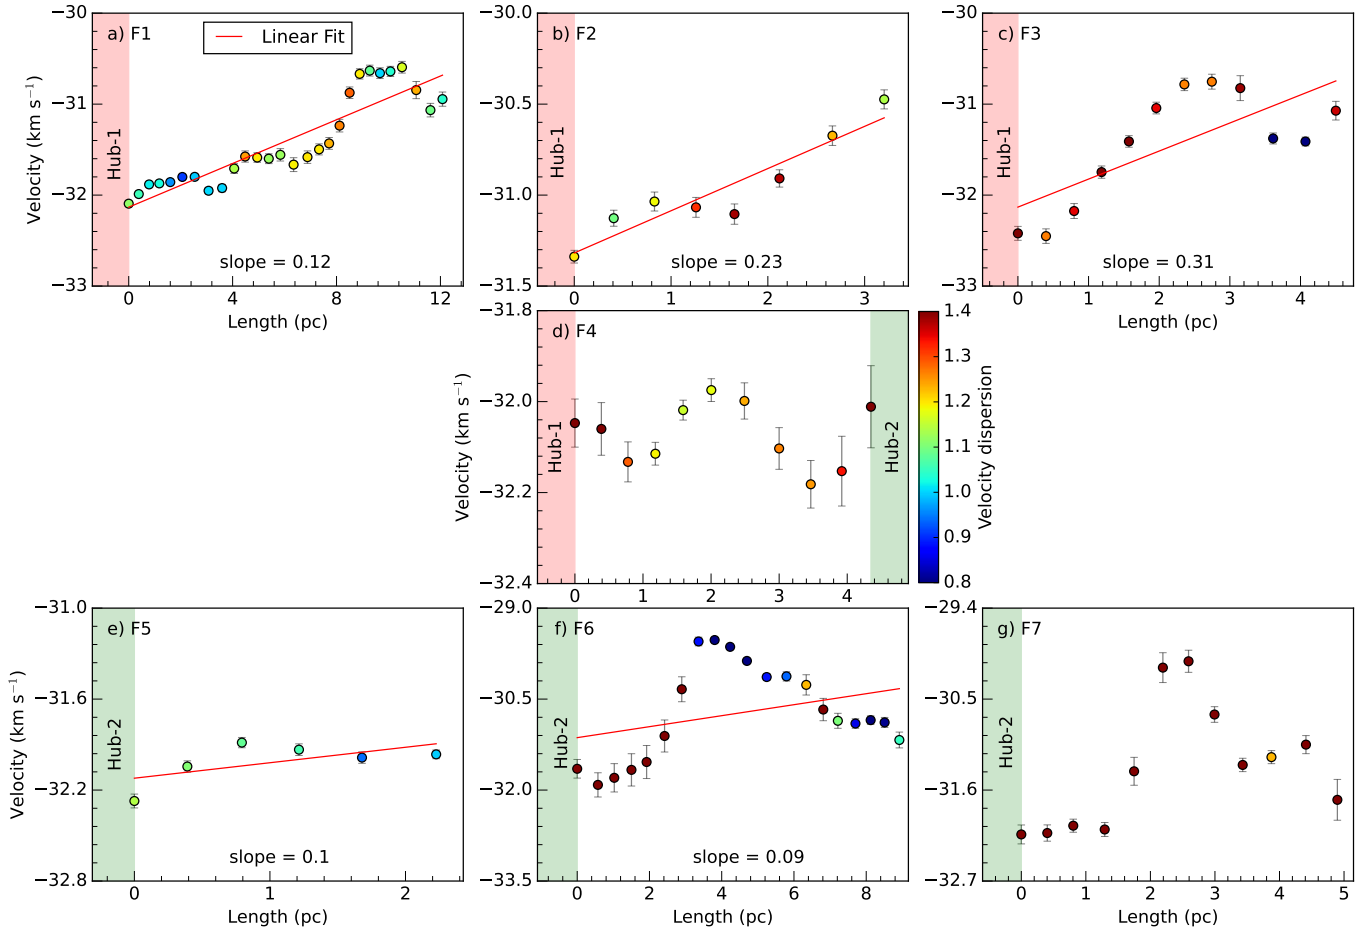 a) F1
Linear Fit
Hub-1
slope = 0.12
Velocity (km s⁻¹)
−30
−31
−32
−33
0
4
8
12
Length (pc)
b) F2
Hub-1
slope = 0.23
−30.0
−30.5
−31.0
−31.5
0
1
2
3
Length (pc)
c) F3
Hub-1
slope = 0.31
−30
−31
−32
−33
0
1
2
3
4
Length (pc)
d) F4
Hub-1
Hub-2
Velocity (km s⁻¹)
−31.8
−32.0
−32.2
−32.4
0
1
2
3
4
1.4
1.3
1.2
1.1
1.0
0.9
0.8
Velocity dispersion
e) F5
Hub-2
slope = 0.1
Velocity (km s⁻¹)
−31.0
−31.6
−32.2
−32.8
0
1
2
Length (pc)
f) F6
Hub-2
slope = 0.09
−29.0
−30.5
−32.0
−33.5
0
2
4
6
8
Length (pc)
g) F7
Hub-2
−29.4
−30.5
−31.6
−32.7
0
1
2
3
4
5
Length (pc)